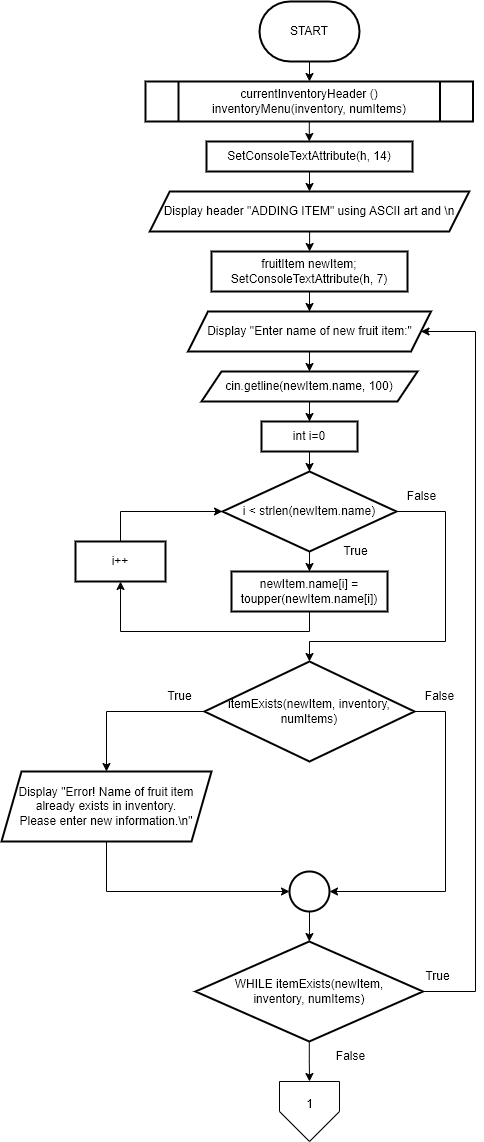 START
currentInventoryHeader ()
inventoryMenu(inventory, numItems)
SetConsoleTextAttribute(h, 14)
Display header "ADDING ITEM" using ASCII art and \n
fruitItem newItem;
SetConsoleTextAttribute(h, 7)
Display "Enter name of new fruit item:"
cin.getline(newItem.name, 100)
int i=0
i < strlen(newItem.name)
False
True
i++
newItem.name[i] =
toupper(newItem.name[i])
True
itemExists(newItem, inventory,
numItems)
False
Display "Error! Name of fruit item
already exists in inventory.
Please enter new information.\n"
WHILE itemExists(newItem,
inventory, numItems)
True
False
1